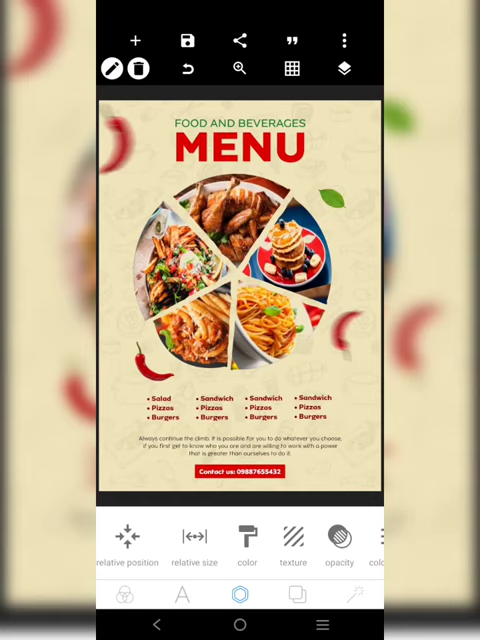 FOOD AND BEVERAGES
MENU
• Salad
• Pizzas
• Burgers
• Sandwich
• Pizzas
• Burgers
• Sandwich
• Pizzas
• Burgers
• Sandwich
• Pizzas
• Burgers
Always continue the climb. It is possible for you to do whatever you choose,
if you first get to know who you are and are willing to work with a power
that is greater than ourselves to do it.
Contact us: 09887655432
relative position
relative size
color
texture
opacity
colo